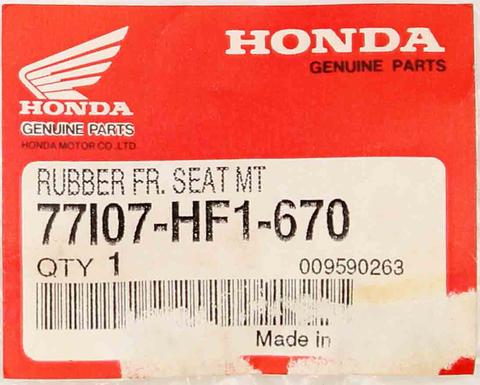 HONDA
GENUINE PARTS
HONDA
GENUINE PARTS
HONDA MOTOR CO.,LTD.
RUBBER FR. SEAT MT
77107-HF1-670
QTY 1 009590263
Made in